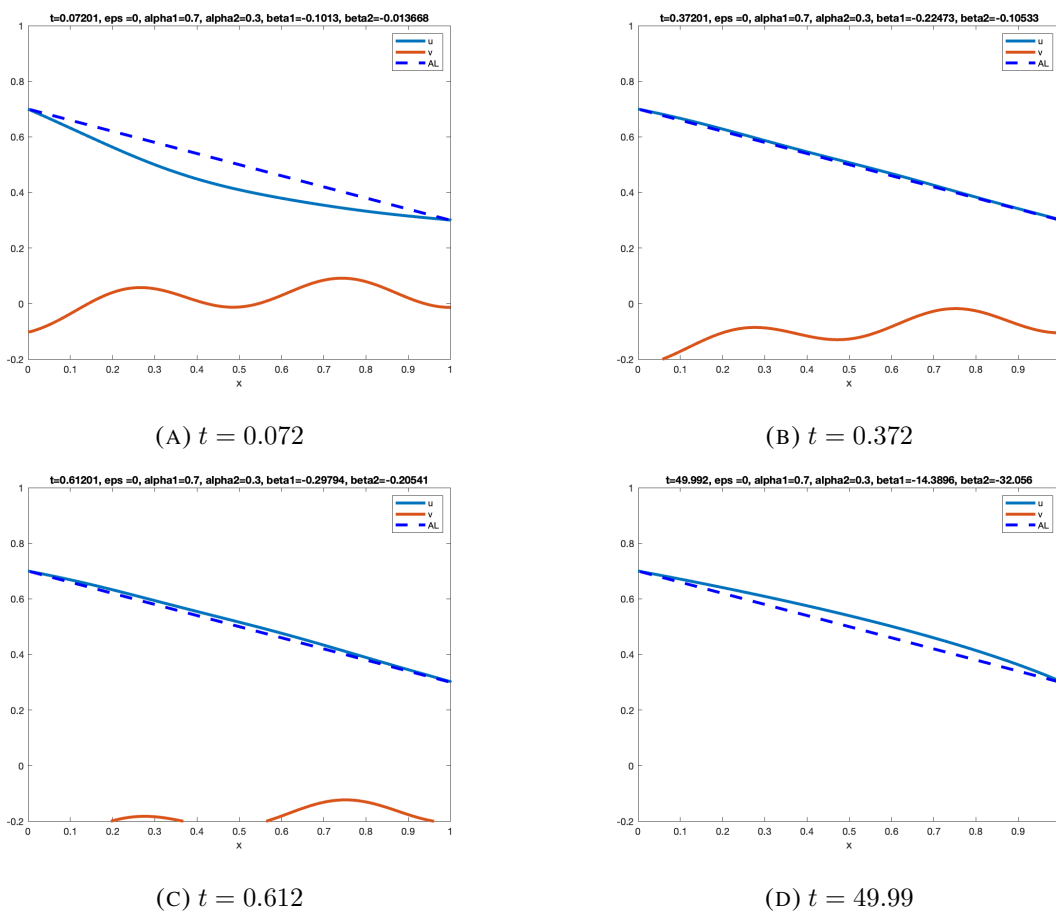 t=0.07201, eps =0, alpha1=0.7, alpha2=0.3, beta1=-0.1013, beta2=-0.013668
u
v
AL
1
0.8
0.6
0.4
0.2
0
-0.2
0 0.1 0.2 0.3 0.4 0.5 0.6 0.7 0.8 0.9 1
x
(A) t = 0.072
t=0.37201, eps =0, alpha1=0.7, alpha2=0.3, beta1=-0.22473, beta2=-0.10533
u
v
AL
1
0.8
0.6
0.4
0.2
0
-0.2
0 0.1 0.2 0.3 0.4 0.5 0.6 0.7 0.8 0.9
x
(B) t = 0.372
t=0.61201, eps =0, alpha1=0.7, alpha2=0.3, beta1=-0.29794, beta2=-0.20541
u
v
AL
1
0.8
0.6
0.4
0.2
0
-0.2
0 0.1 0.2 0.3 0.4 0.5 0.6 0.7 0.8 0.9 1
x
(C) t = 0.612
t=49.992, eps =0, alpha1=0.7, alpha2=0.3, beta1=-14.3896, beta2=-32.056
u
v
AL
1
0.8
0.6
0.4
0.2
0
-0.2
0 0.1 0.2 0.3 0.4 0.5 0.6 0.7 0.8 0.9
x
(D) t = 49.99